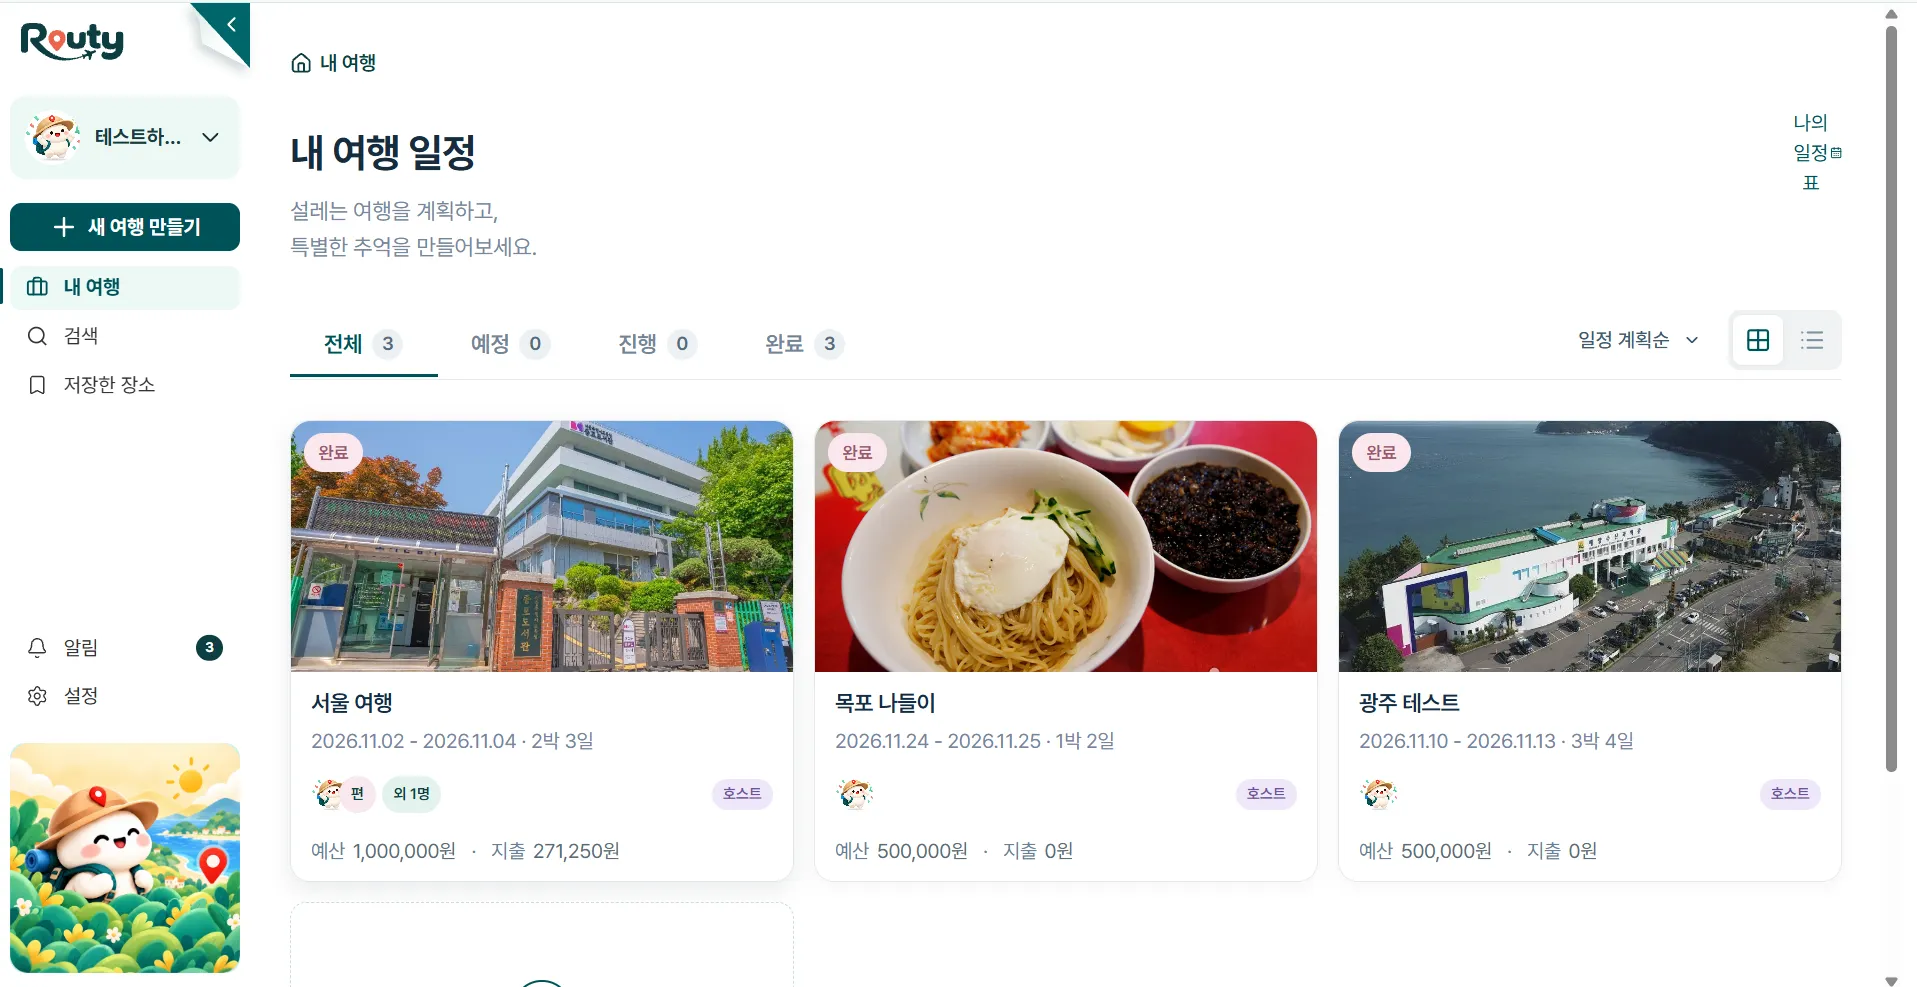 Routy
테스트하...
새 여행 만들기
내 여행
검색
저장한 장소
알림 3
설정
내 여행
내 여행 일정
설레는 여행을 계획하고,
특별한 추억을 만들어보세요.
나의
일정
표
전체 3
예정 0
진행 0
완료 3
일정 계획순
완료
종로도서관
서울 여행
2026.11.02 - 2026.11.04 · 2박 3일
편
외 1명
호스트
예산 1,000,000원 · 지출 271,250원
완료
목포 나들이
2026.11.24 - 2026.11.25 · 1박 2일
호스트
예산 500,000원 · 지출 0원
완료
광주 테스트
2026.11.10 - 2026.11.13 · 3박 4일
호스트
예산 500,000원 · 지출 0원